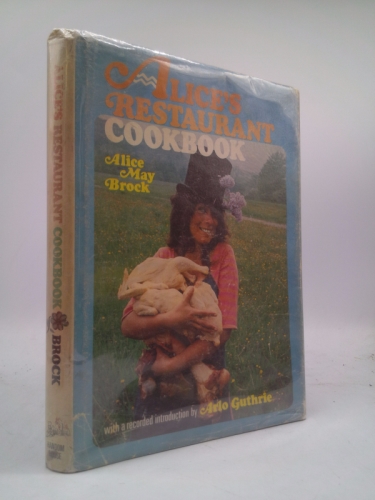 ALICE'S
RESTAURANT
COOKBOOK
Alice
May
Brock
with a recorded introduction by Arlo Guthrie
ALICE'S RESTAURANT COOKBOOK BROCK